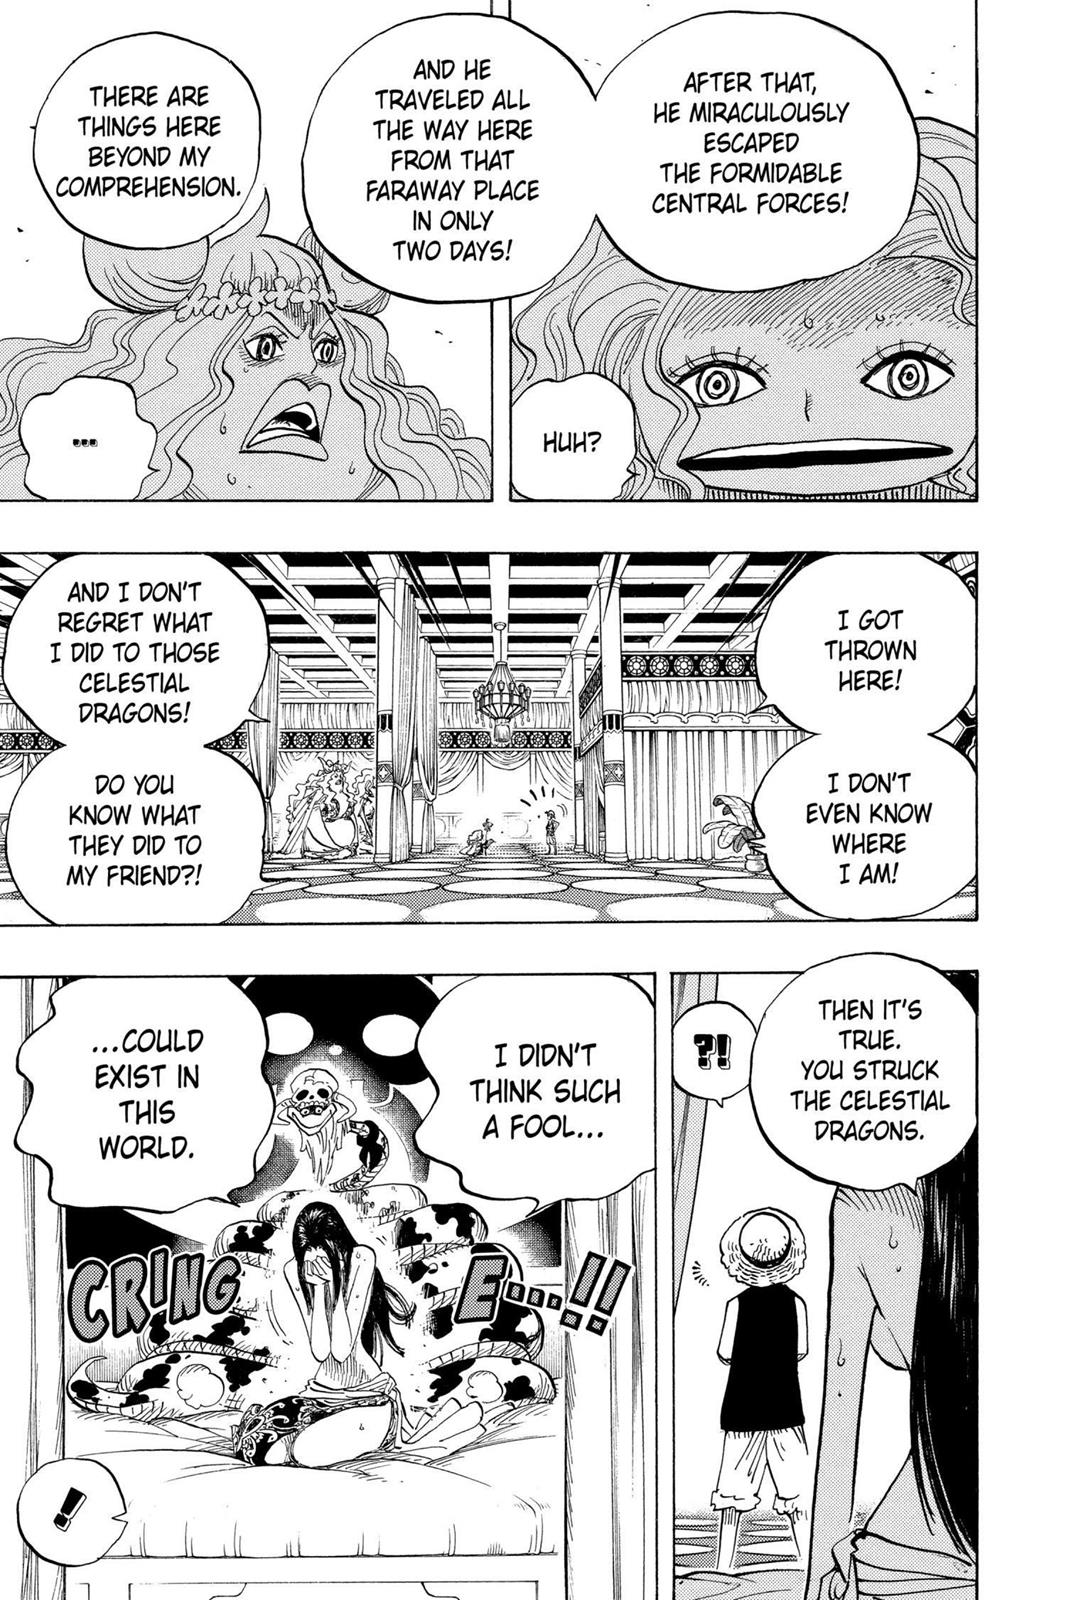 AFTER THAT,
HE MIRACULOUSLY
ESCAPED
THE FORMIDABLE
CENTRAL FORCES!
HUH?
AND HE
TRAVELED ALL
THE WAY HERE
FROM THAT
FARAWAY PLACE
IN ONLY
TWO DAYS!
THERE ARE
THINGS HERE
BEYOND MY
COMPREHENSION.
...
I GOT
THROWN
HERE!
I DON'T
EVEN KNOW
WHERE
I AM!
AND I DON'T
REGRET WHAT
I DID TO THOSE
CELESTIAL
DRAGONS!
DO YOU
KNOW WHAT
THEY DID TO
MY FRIEND?!
THEN IT'S
TRUE.
YOU STRUCK
THE CELESTIAL
DRAGONS.
?!
I DIDN'T
THINK SUCH
A FOOL...
...COULD
EXIST IN
THIS
WORLD.
CRING
E...!!
!